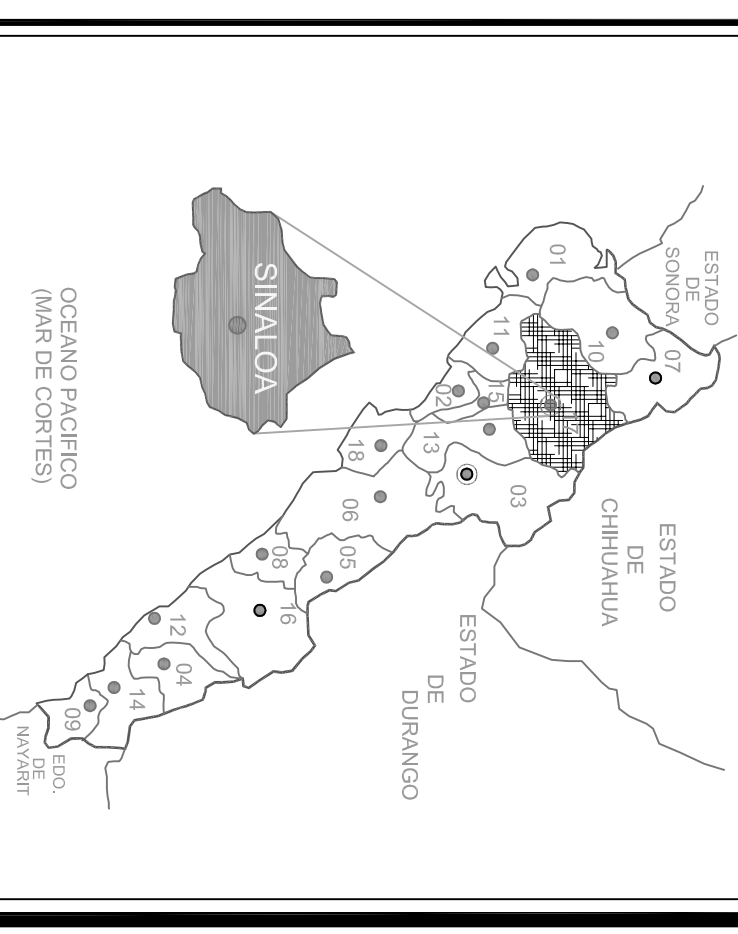 ESTADO
DE
SONORA
07
ESTADO
DE
CHIHUAHUA
10
17
01
03
11
15
ESTADO
DE
DURANGO
02
13
18
06
05
16
08
SINALOA
04
12
14
09
OCEANO PACIFICO
(MAR DE CORTES)
EDO.
DE
NAYARIT